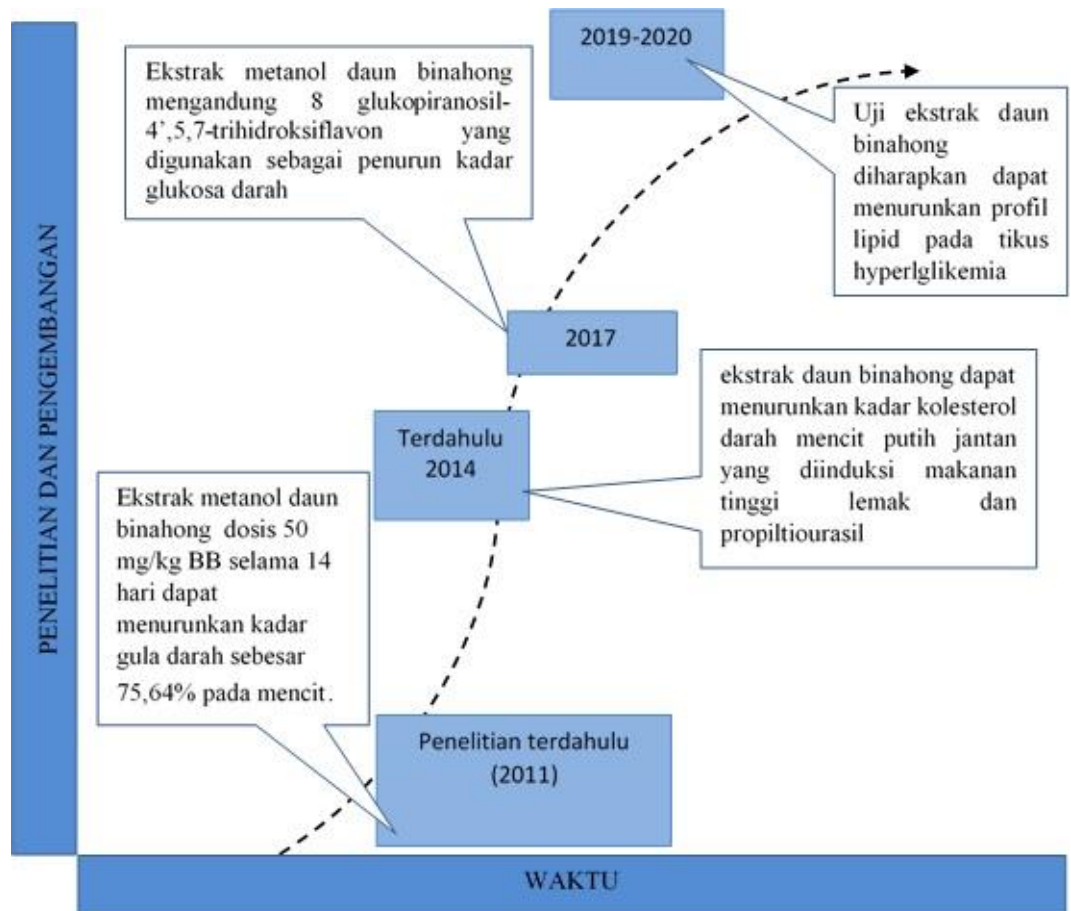 2019-2020
Ekstrak metanol daun binahong
mengandung 8 glukopiranosil-
4’,5,7-trihidroksiflavon yang
digunakan sebagai penurun kadar
glukosa darah
Uji ekstrak daun
binahong
diharapkan dapat
menurunkan profil
lipid pada tikus
hyperlglikemia
2017
ekstrak daun binahong dapat
menurunkan kadar kolesterol
darah mencit putih jantan
yang diinduksi makanan
tinggi lemak dan
propiltiourasil
Terdahulu
2014
Ekstrak metanol daun
binahong dosis 50
mg/kg BB selama 14
hari dapat
menurunkan kadar
gula darah sebesar
75,64% pada mencit.
Penelitian terdahulu
(2011)
PENELITIAN DAN PENGEMBANGAN
WAKTU